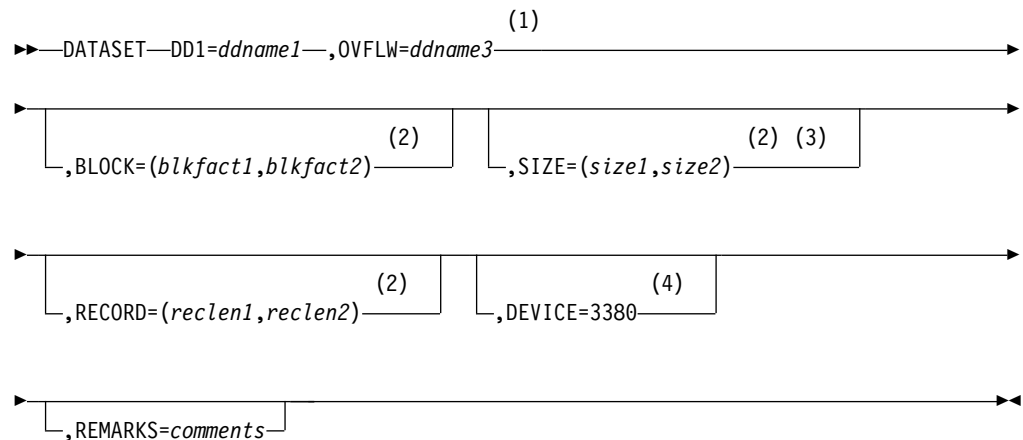 (1)
DATASET DD1=ddname1 ,OVFLW=ddname3
(2) (2) (3)
,BLOCK=(blkfact1,blkfact2) ,SIZE=(size1,size2)
(2) (4)
,RECORD=(reclen1,reclen2) ,DEVICE=3380
,REMARKS=comments